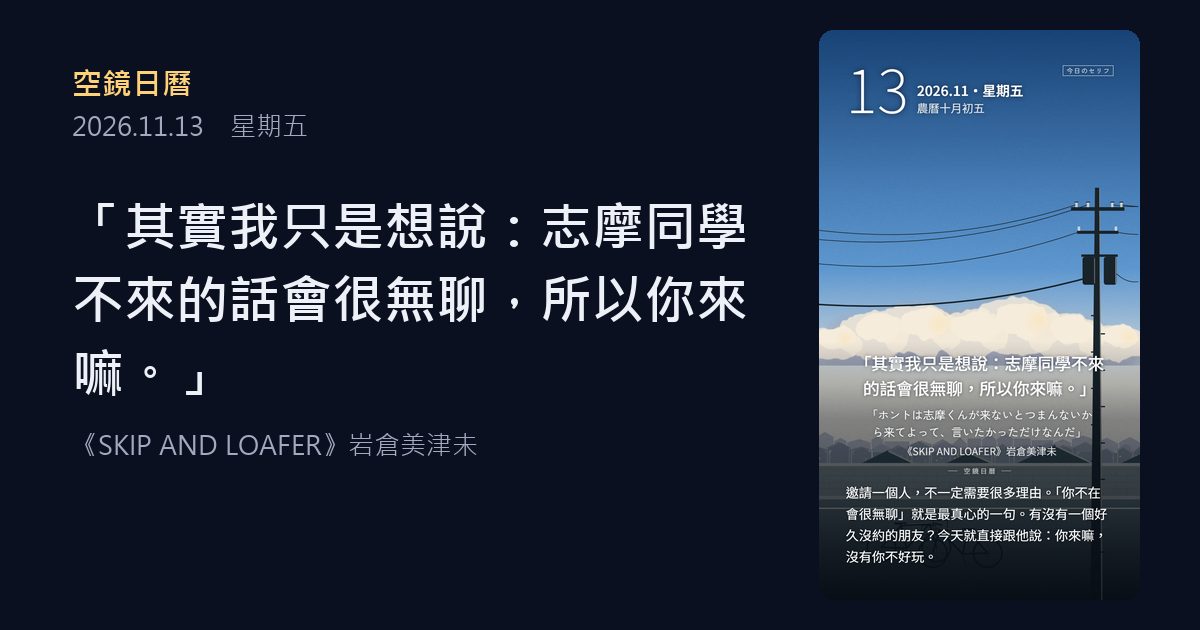 空鏡日曆
2026.11.13 星期五
「其實我只是想說：志摩同學
不來的話會很無聊，所以你來
嘛。」
《SKIP AND LOAFER》岩倉美津未
13
2026.11・星期五
農曆十月初五
今日のセリフ
「其實我只是想說：志摩同學不來
的話會很無聊，所以你來嘛。」
「ホントは志摩くんが来ないとつまんないか
ら来てよって、言いたかっただけなんだ」
《SKIP AND LOAFER》岩倉美津未
— 空鏡日曆 —
邀請一個人，不一定需要很多理由。「你不在
會很無聊」就是最真心的一句。有沒有一個好
久沒約的朋友？今天就直接跟他說：你來嘛，
沒有你不好玩。